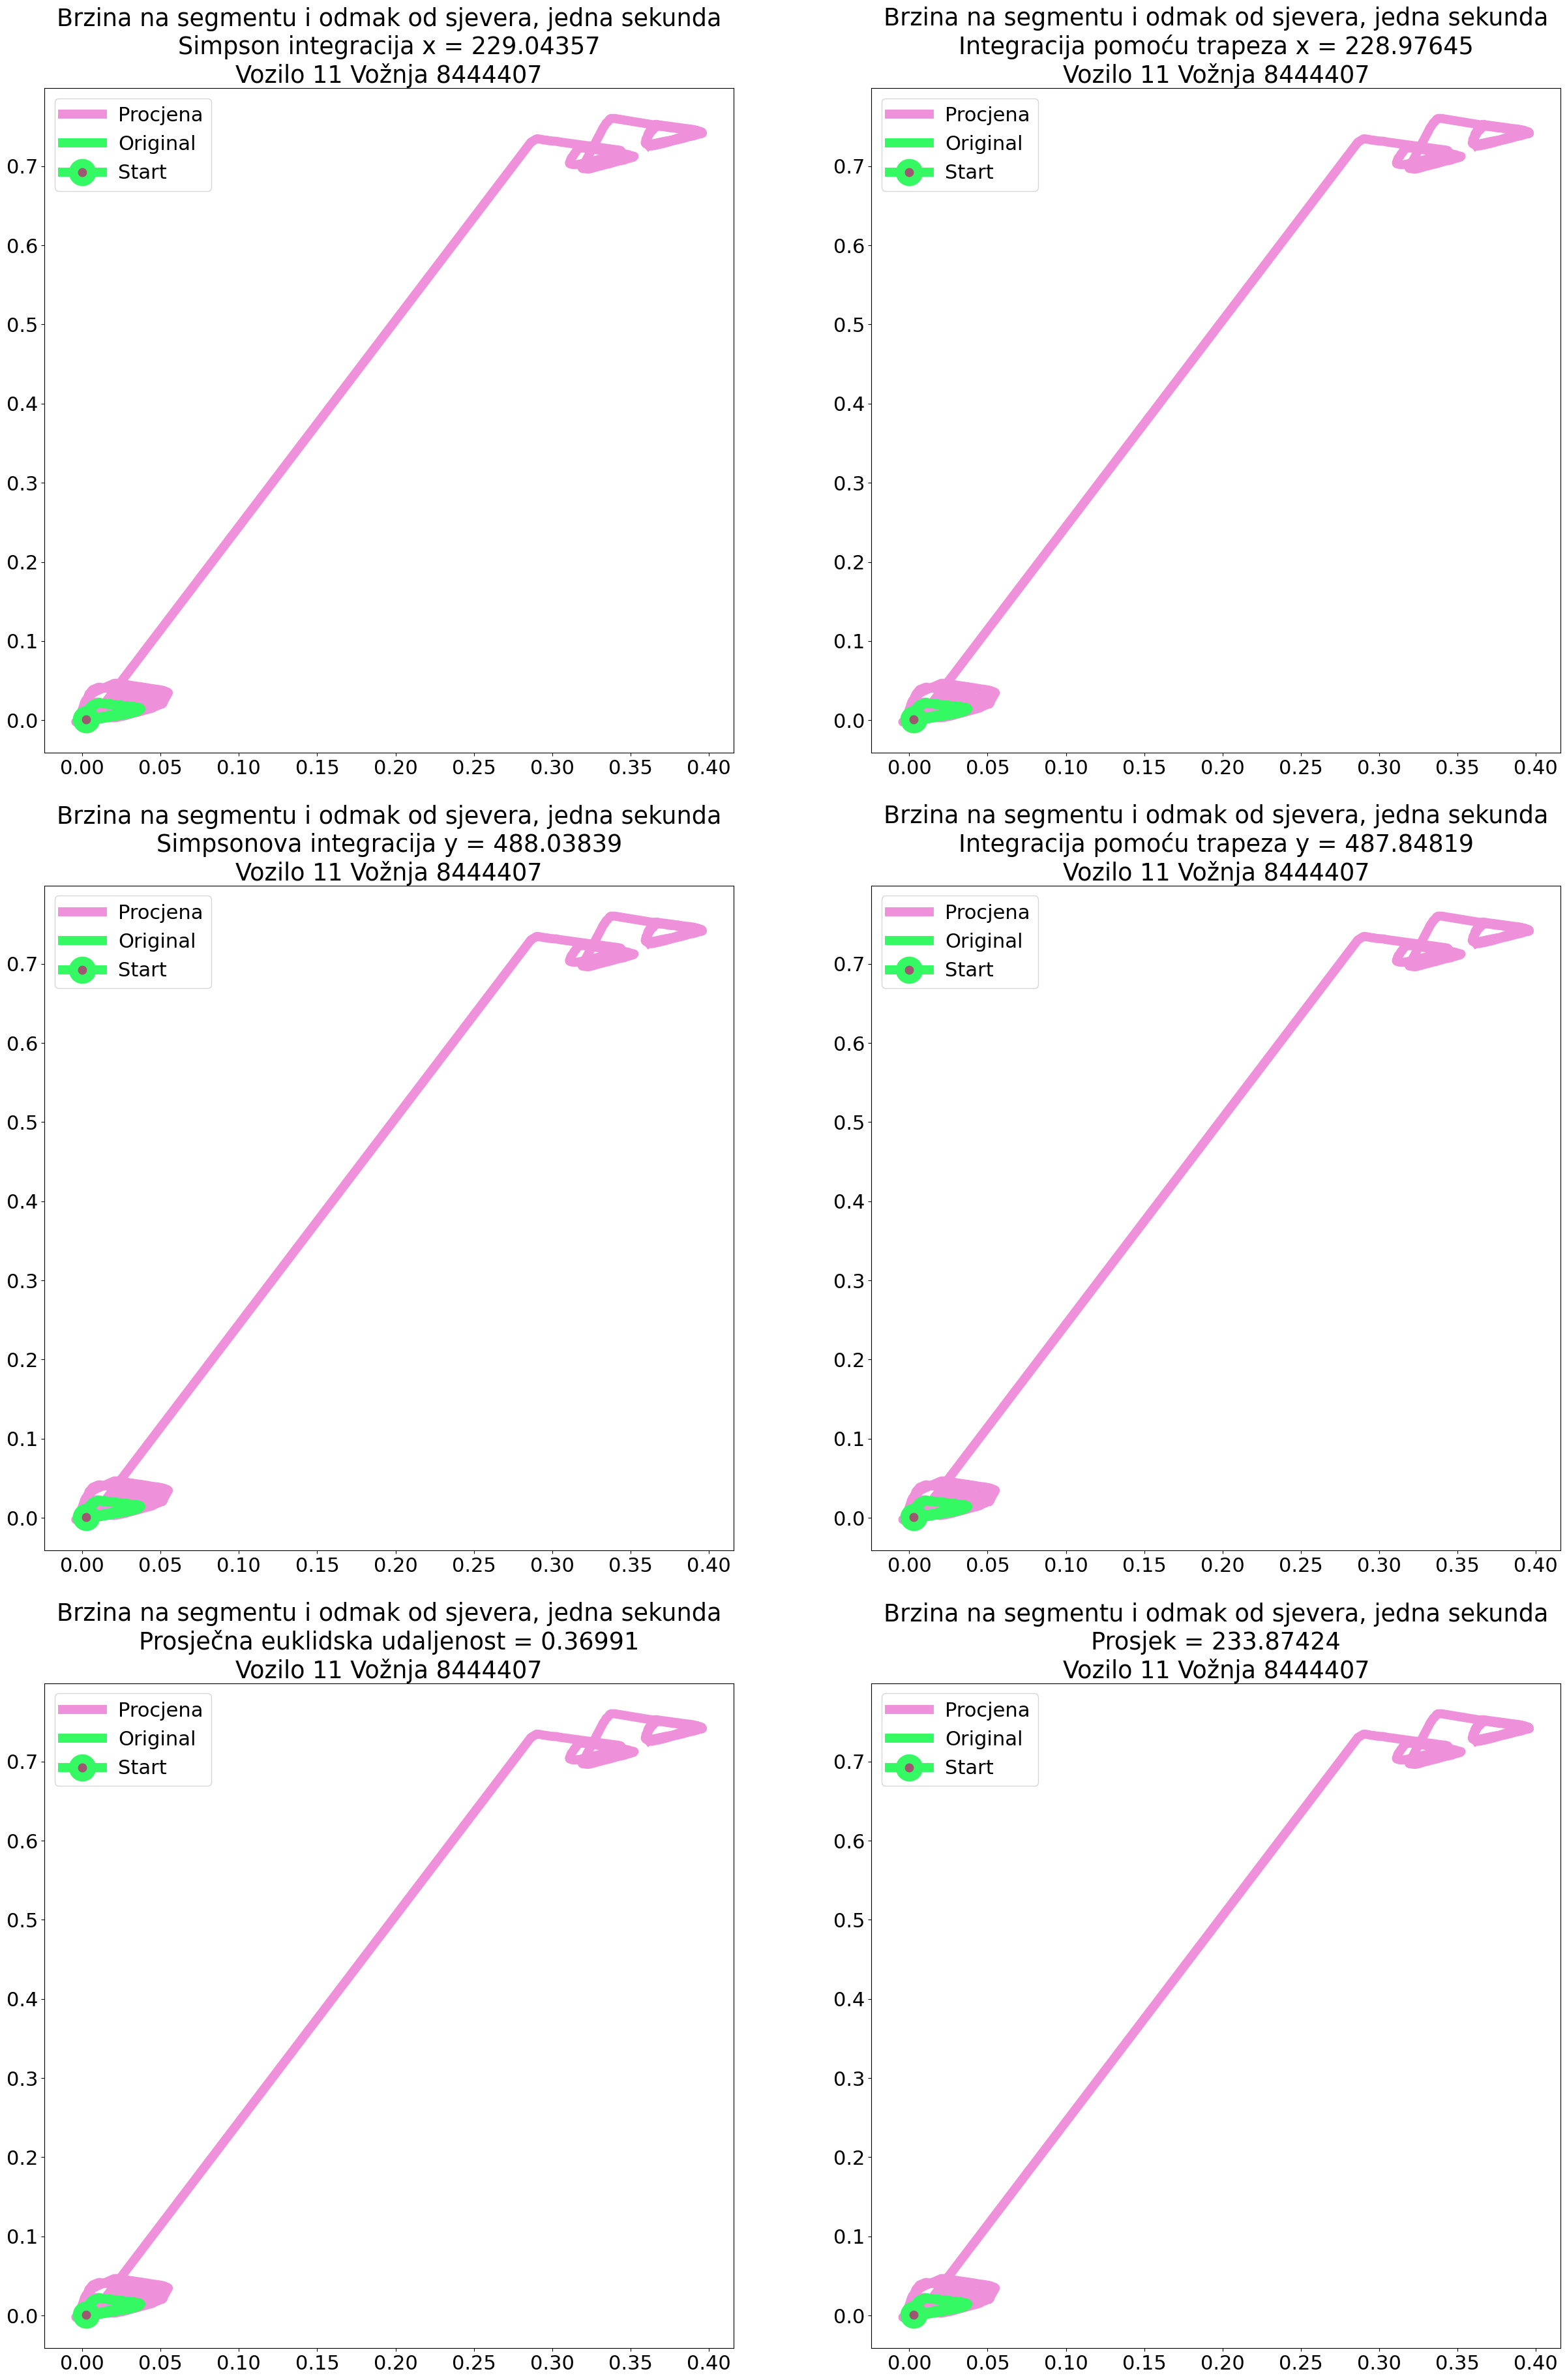 Brzina na segmentu i odmak od sjevera, jedna sekunda
Simpson integracija x = 229.04357
Vozilo 11 Vožnja 8444407
Procjena
Original
Start
0.7
0.6
0.5
0.4
0.3
0.2
0.1
0.0
0.00 0.05 0.10 0.15 0.20 0.25 0.30 0.35 0.40
Brzina na segmentu i odmak od sjevera, jedna sekunda
Integracija pomoću trapeza x = 228.97645
Vozilo 11 Vožnja 8444407
Procjena
Original
Start
0.7
0.6
0.5
0.4
0.3
0.2
0.1
0.0
0.00 0.05 0.10 0.15 0.20 0.25 0.30 0.35 0.40
Brzina na segmentu i odmak od sjevera, jedna sekunda
Simpsonova integracija y = 488.03839
Vozilo 11 Vožnja 8444407
Procjena
Original
Start
0.7
0.6
0.5
0.4
0.3
0.2
0.1
0.0
0.00 0.05 0.10 0.15 0.20 0.25 0.30 0.35 0.40
Brzina na segmentu i odmak od sjevera, jedna sekunda
Integracija pomoću trapeza y = 487.84819
Vozilo 11 Vožnja 8444407
Procjena
Original
Start
0.7
0.6
0.5
0.4
0.3
0.2
0.1
0.0
0.00 0.05 0.10 0.15 0.20 0.25 0.30 0.35 0.40
Brzina na segmentu i odmak od sjevera, jedna sekunda
Prosječna euklidska udaljenost = 0.36991
Vozilo 11 Vožnja 8444407
Procjena
Original
Start
0.7
0.6
0.5
0.4
0.3
0.2
0.1
0.0
0.00 0.05 0.10 0.15 0.20 0.25 0.30 0.35 0.40
Brzina na segmentu i odmak od sjevera, jedna sekunda
Prosjek = 233.87424
Vozilo 11 Vožnja 8444407
Procjena
Original
Start
0.7
0.6
0.5
0.4
0.3
0.2
0.1
0.0
0.00 0.05 0.10 0.15 0.20 0.25 0.30 0.35 0.40